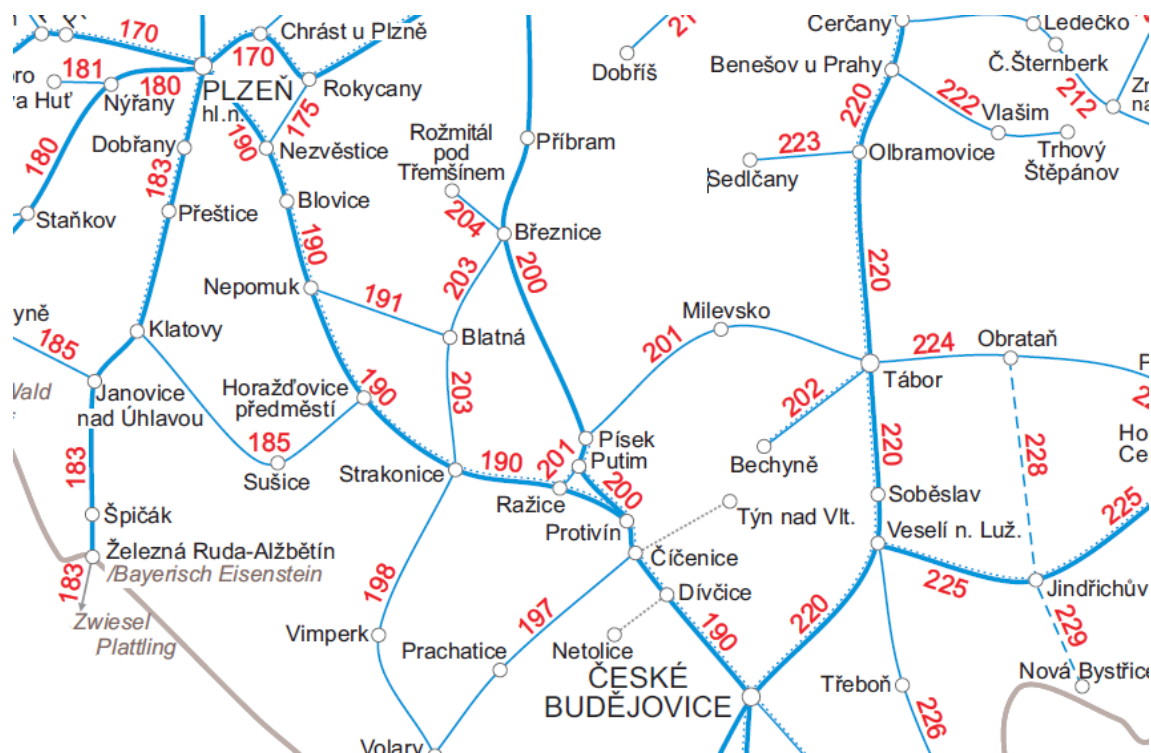 170
Chrást u Plzně
170
181
va Huť
Nýřany
180
PLZEŇ
hl.n.
Rokycany
175
190
Nezvěstice
Dobřany
183
180
Staňkov
Přeštice
Blovice
190
Rožmitál
pod
Třemšínem
204
Příbram
Březnice
200
203
Dobříš
Cerčany
Ledečko
Benešov u Prahy
Č.Šternberk
212
220
222
Vlašim
Trhový
Štěpánov
223
Sedlčany
Olbramovice
220
Nepomuk
191
Blatná
Klatovy
185
Janovice
nad Úhlavou
Wald
Horažďovice
předměstí
190
203
185
Sušice
Strakonice
190
201
Ražice
Písek
Putim
200
Protivín
201
Milevsko
Tábor
224
Obrataň
202
Bechyně
220
228
Soběslav
Veselí n. Luž.
225
225
Jindřichův
229
Nová Bystřice
Týn nad Vlt.
Číčenice
Dívčice
Netolice
190
220
ČESKÉ
BUDĚJOVICE
Třeboň
226
183
Špičák
Železná Ruda-Alžbětín
/Bayerisch Eisenstein
183
Zwiesel
Plattling
198
Vimperk
197
Prachatice
Volary